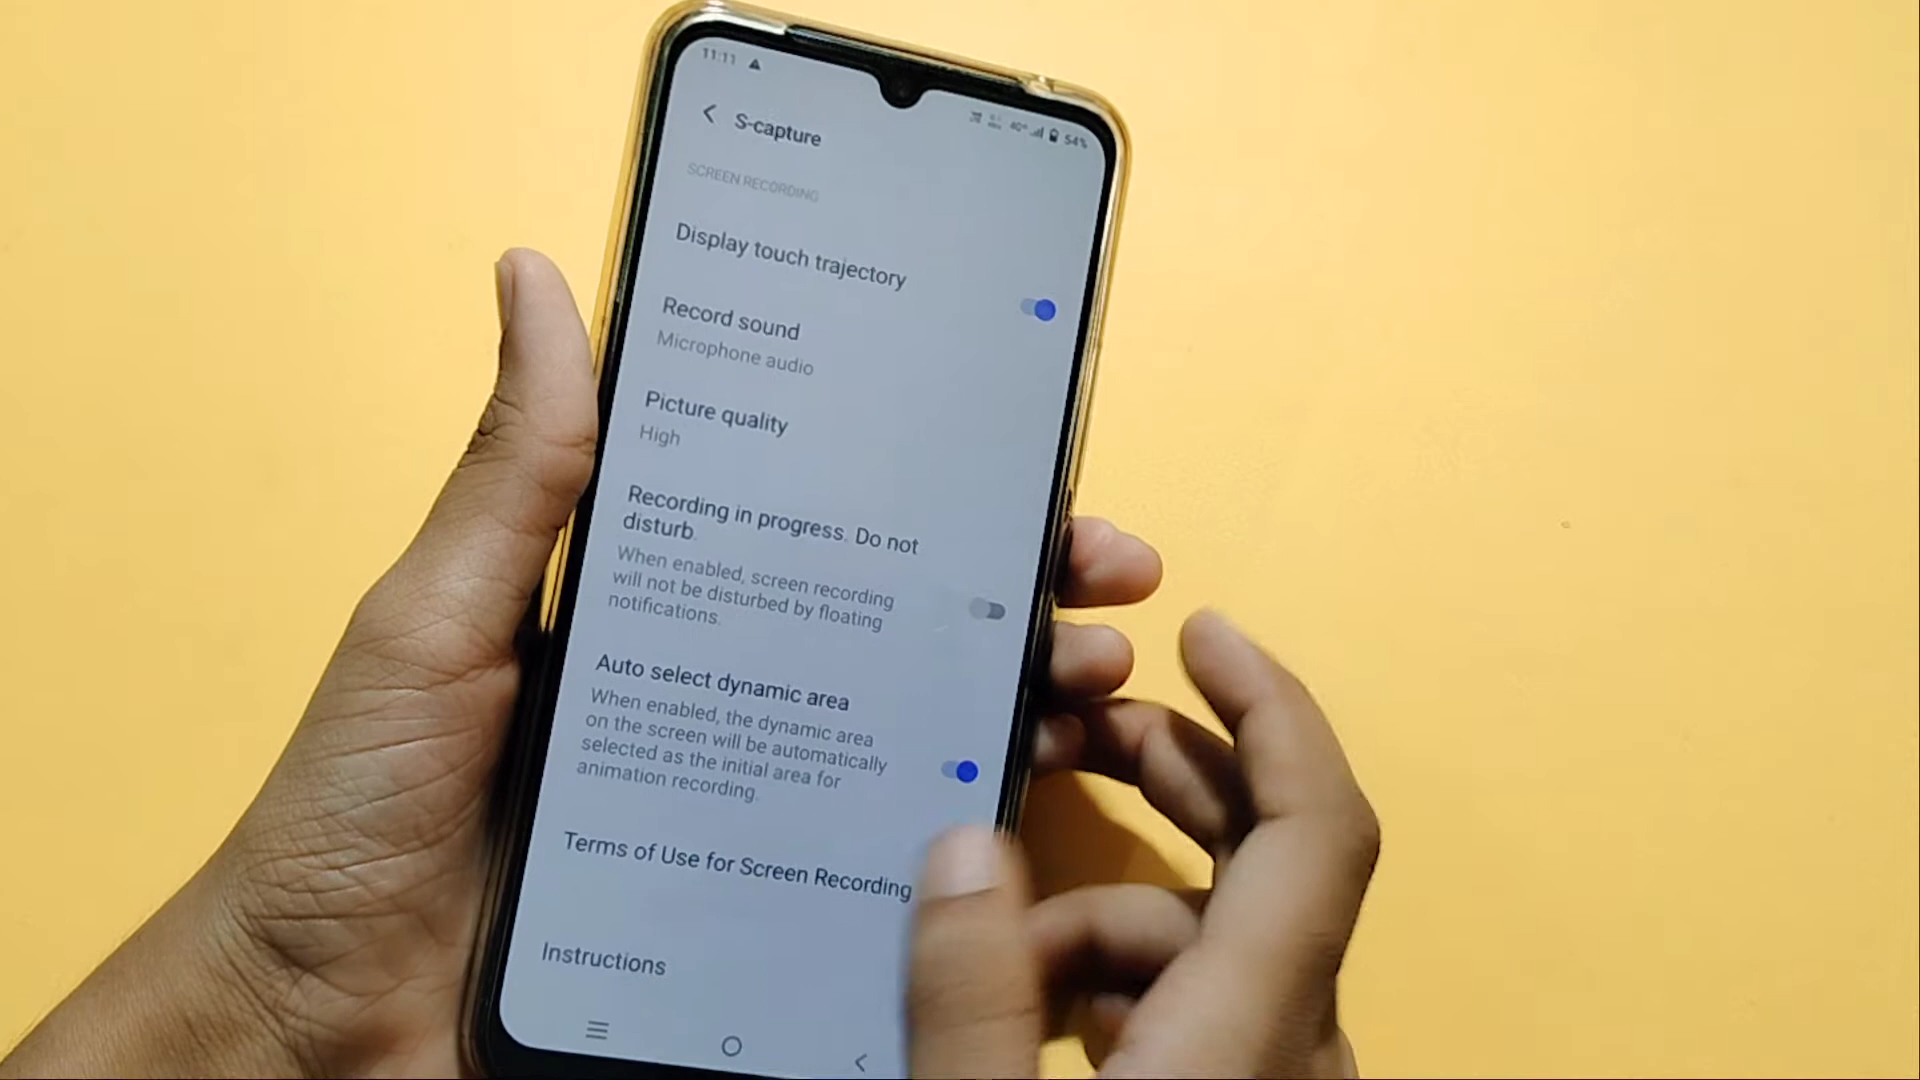 11:11
4G+ 54%
S-capture
SCREEN RECORDING
Display touch trajectory
Record sound
Microphone audio
Picture quality
High
Recording in progress. Do not
disturb.
When enabled, screen recording
will not be disturbed by floating
notifications.
Auto select dynamic area
When enabled, the dynamic area
on the screen will be automatically
selected as the initial area for
animation recording.
Terms of Use for Screen Recording
Instructions